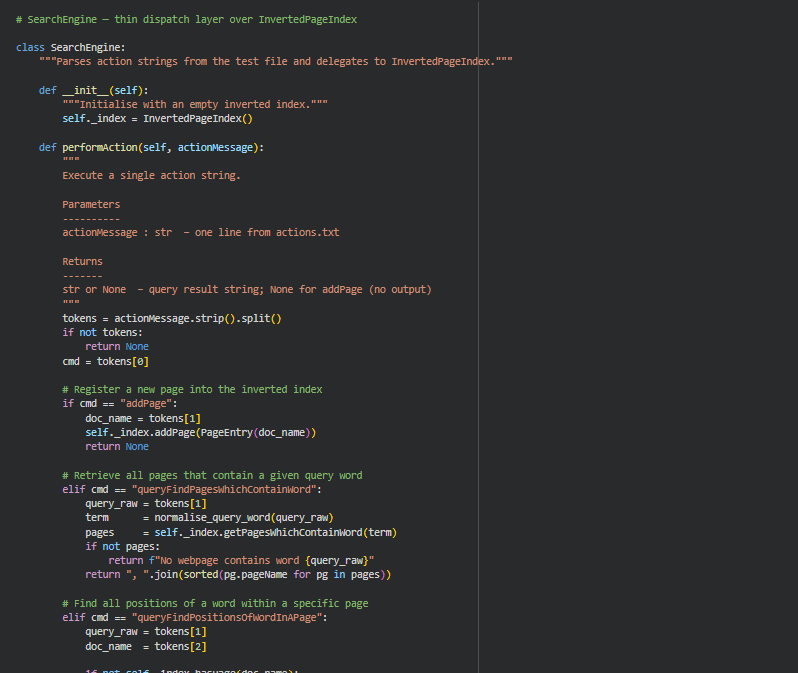 # SearchEngine — thin dispatch layer over InvertedPageIndex
class SearchEngine:
"""Parses action strings from the test file and delegates to InvertedPageIndex."""
def __init__(self):
"""Initialise with an empty inverted index."""
self._index = InvertedPageIndex()
def performAction(self, actionMessage):
"""
Execute a single action string.
Parameters
----------
actionMessage : str  – one line from actions.txt
Returns
-------
str or None  – query result string; None for addPage (no output)
"""
tokens = actionMessage.strip().split()
if not tokens:
return None
cmd = tokens[0]
# Register a new page into the inverted index
if cmd == "addPage":
doc_name = tokens[1]
self._index.addPage(PageEntry(doc_name))
return None
# Retrieve all pages that contain a given query word
elif cmd == "queryFindPagesWhichContainWord":
query_raw = tokens[1]
term      = normalise_query_word(query_raw)
pages     = self._index.getPagesWhichContainWord(term)
if not pages:
return f"No webpage contains word {query_raw}"
return ", ".join(sorted(pg.pageName for pg in pages))
# Find all positions of a word within a specific page
elif cmd == "queryFindPositionsOfWordInAPage":
query_raw = tokens[1]
doc_name  = tokens[2]
if not self._index.